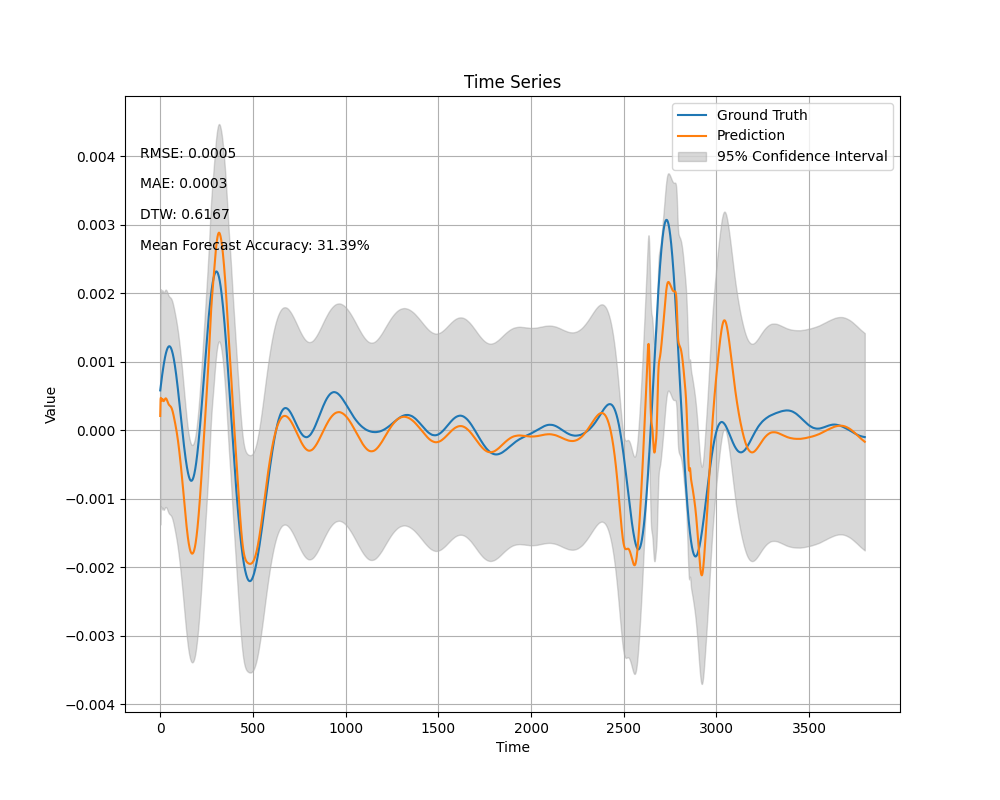 Time Series
Ground Truth
Prediction
95% Confidence Interval
RMSE: 0.0005
MAE: 0.0003
DTW: 0.6167
Mean Forecast Accuracy: 31.39%
0.004
0.003
0.002
0.001
0.000
−0.001
−0.002
−0.003
−0.004
Value
0 500 1000 1500 2000 2500 3000 3500
Time